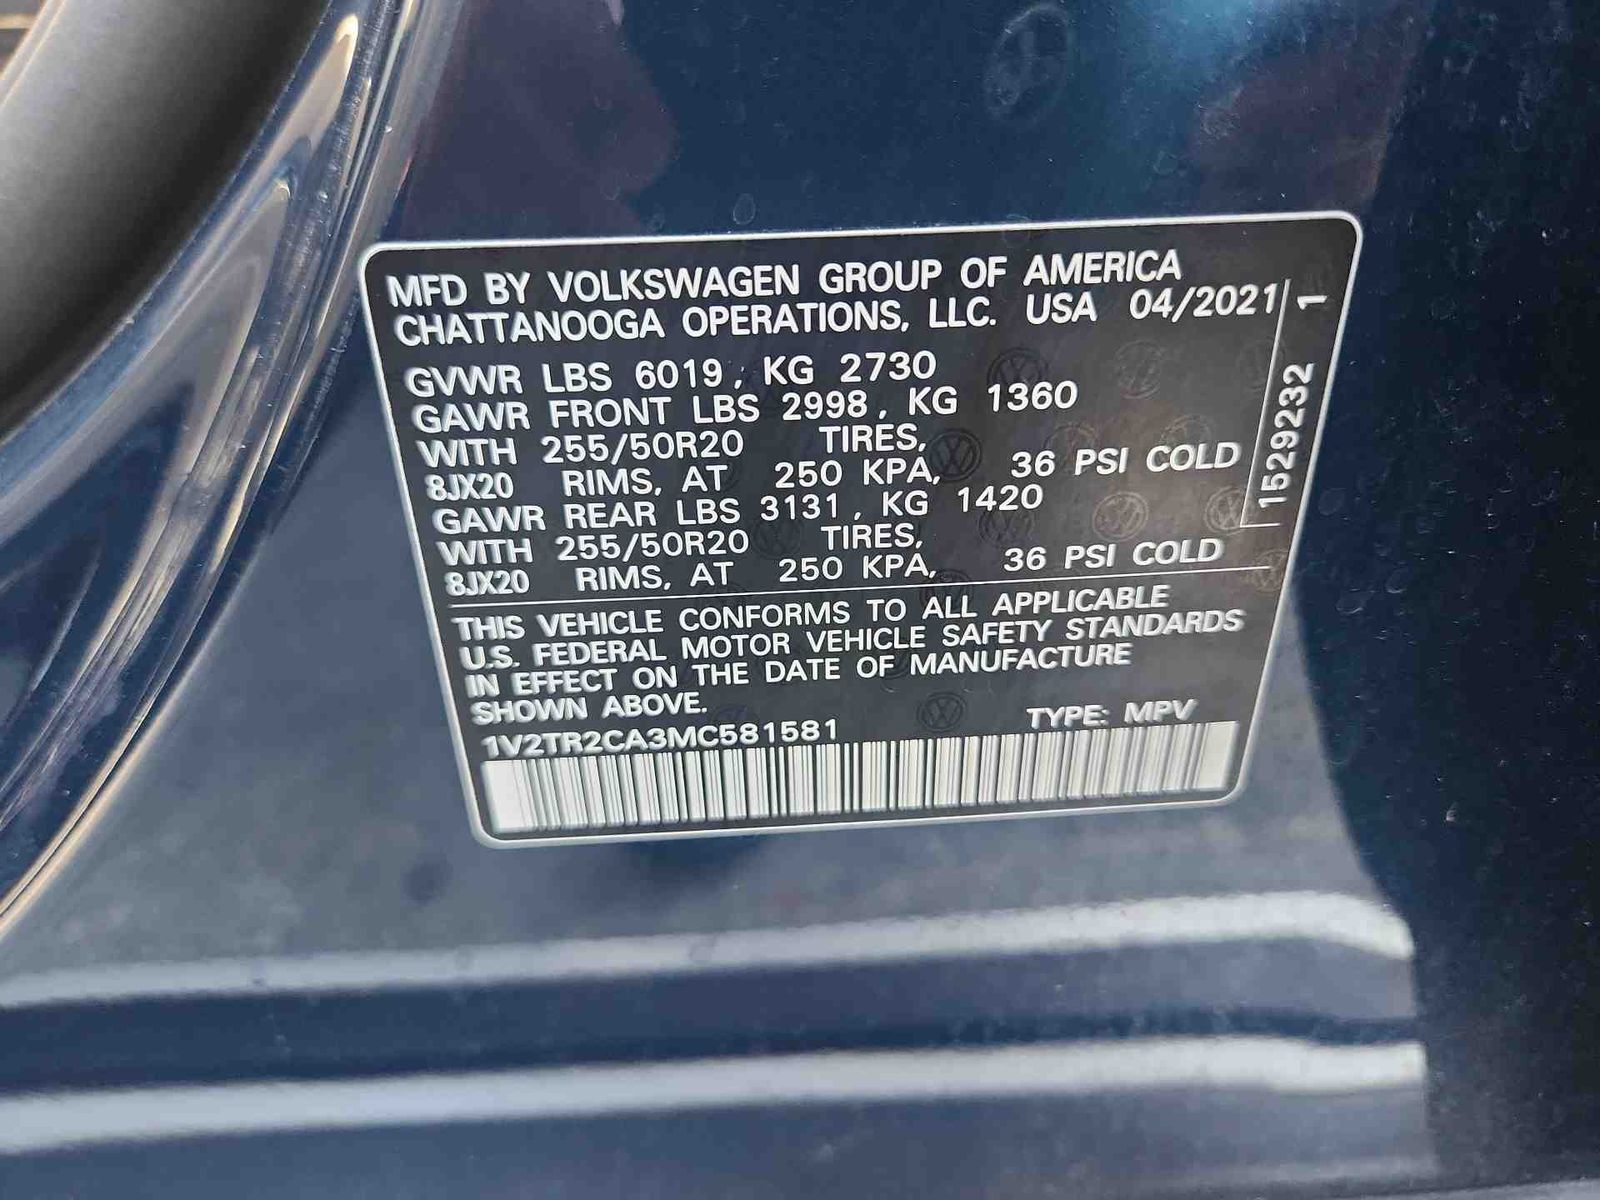 MFD BY VOLKSWAGEN GROUP OF AMERICA
CHATTANOOGA OPERATIONS, LLC. USA 04/2021
GVWR LBS 6019, KG 2730
GAWR FRONT LBS 2998, KG 1360
WITH 255/50R20 TIRES,
8JX20 RIMS, AT 250 KPA, 36 PSI COLD
GAWR REAR LBS 3131, KG 1420
WITH 255/50R20 TIRES,
8JX20 RIMS, AT 250 KPA, 36 PSI COLD
THIS VEHICLE CONFORMS TO ALL APPLICABLE
U.S. FEDERAL MOTOR VEHICLE SAFETY STANDARDS
IN EFFECT ON THE DATE OF MANUFACTURE
SHOWN ABOVE.
1V2TR2CA3MC581581 TYPE: MPV
1529232 1